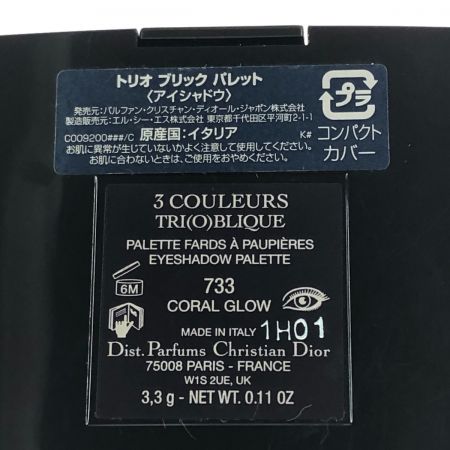 トリオ ブリック パレット
〈アイシャドウ〉
発売元：パルファン・クリスチャン・ディオール・ジャポン株式会社
製造販売元：エル・シー・エス株式会社 東京都千代田区平河町2-1-1
C009200###/C 原産国：イタリア K#
お肌に異常が生じていないかよく注意して使用してください。
お肌に合わないときは、ご使用をおやめください。
プラ
コンパクト
カバー
3 COULEURS
TRI(O)BLIQUE
PALETTE FARDS À PAUPIÈRES
EYESHADOW PALETTE
6M
733
CORAL GLOW
MADE IN ITALY 1H01
Dist. Parfums Christian Dior
75008 PARIS - FRANCE
W1S 2UE, UK
3,3 g - NET WT. 0.11 OZ